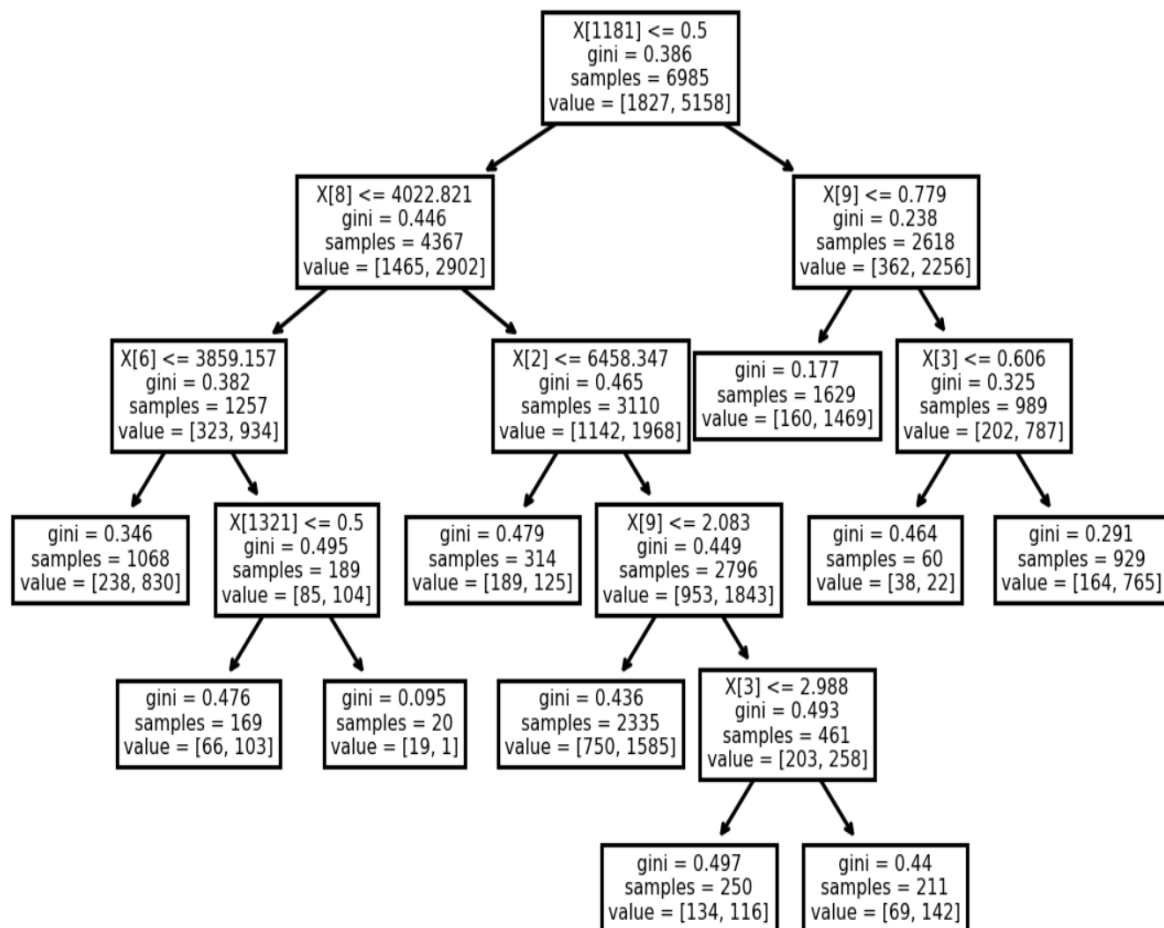 X[1181] <= 0.5
gini = 0.386
samples = 6985
value = [1827, 5158]
X[8] <= 4022.821
gini = 0.446
samples = 4367
value = [1465, 2902]
X[9] <= 0.779
gini = 0.238
samples = 2618
value = [362, 2256]
X[6] <= 3859.157
gini = 0.382
samples = 1257
value = [323, 934]
X[2] <= 6458.347
gini = 0.465
samples = 3110
value = [1142, 1968]
gini = 0.177
samples = 1629
value = [160, 1469]
X[3] <= 0.606
gini = 0.325
samples = 989
value = [202, 787]
gini = 0.346
samples = 1068
value = [238, 830]
X[1321] <= 0.5
gini = 0.495
samples = 189
value = [85, 104]
gini = 0.479
samples = 314
value = [189, 125]
X[9] <= 2.083
gini = 0.449
samples = 2796
value = [953, 1843]
gini = 0.464
samples = 60
value = [38, 22]
gini = 0.291
samples = 929
value = [164, 765]
gini = 0.476
samples = 169
value = [66, 103]
gini = 0.095
samples = 20
value = [19, 1]
gini = 0.436
samples = 2335
value = [750, 1585]
X[3] <= 2.988
gini = 0.493
samples = 461
value = [203, 258]
gini = 0.497
samples = 250
value = [134, 116]
gini = 0.44
samples = 211
value = [69, 142]